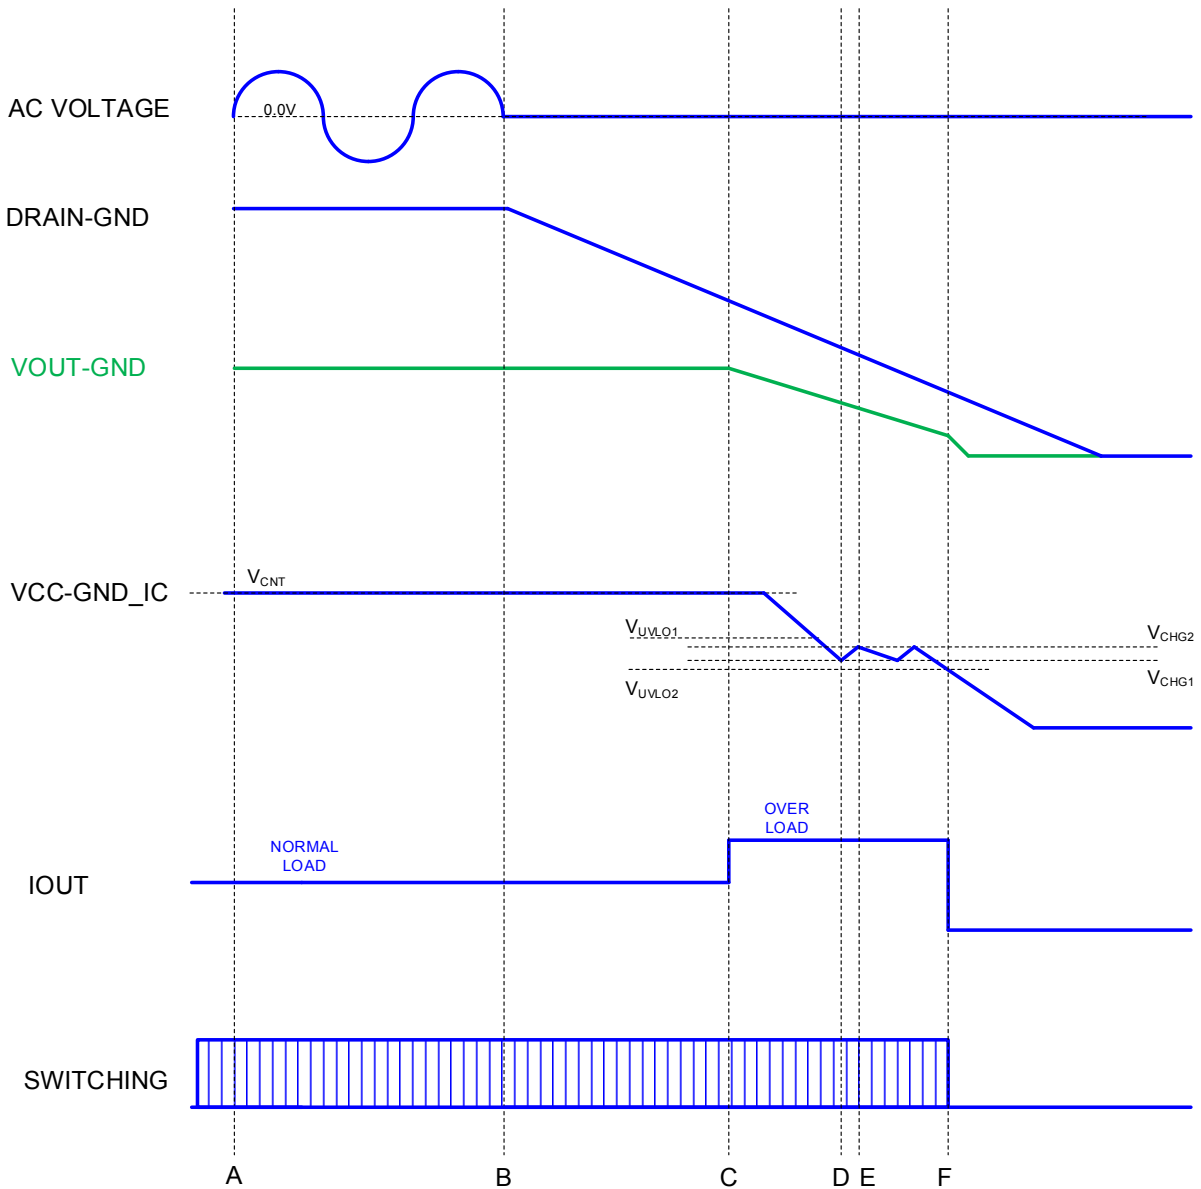 AC VOLTAGE
0.0V
DRAIN-GND
VOUT-GND
VCC-GND_IC
VCNT
VUVLO1
VCHG2
VUVLO2
VCHG1
OVER
LOAD
NORMAL
LOAD
IOUT
SWITCHING
A B C D E F